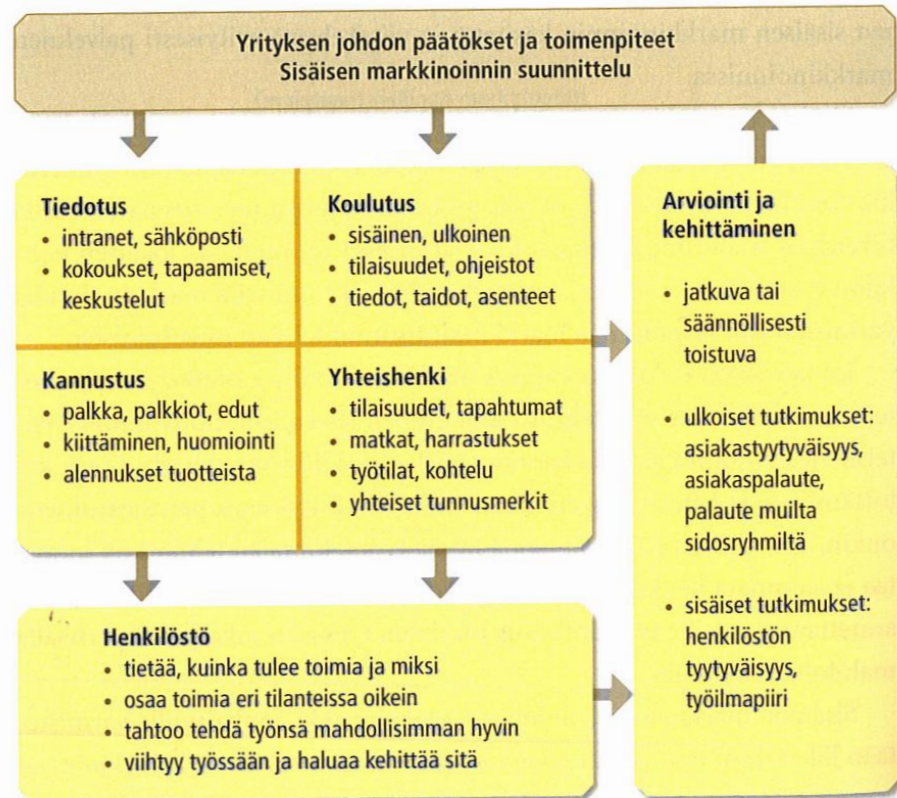 Yrityksen johdon päätökset ja toimenpiteet
Sisäisen markkinoinnin suunnittelu
Tiedotus
• intranet, sähköposti
• kokoukset, tapaamiset,
keskustelut
Koulutus
• sisäinen, ulkoinen
• tilaisuudet, ohjeistot
• tiedot, taidot, asenteet
Kannustus
• palkka, palkkiot, edut
• kiittäminen, huomiointi
• alennukset tuotteista
Yhteishenki
• tilaisuudet, tapahtumat
• matkat, harrastukset
• työtilat, kohtelu
• yhteiset tunnusmerkit
Henkilöstö
• tietää, kuinka tulee toimia ja miksi
• osaa toimia eri tilanteissa oikein
• tahtoo tehdä työnsä mahdollisimman hyvin
• viihtyy työssään ja haluaa kehittää sitä
Arviointi ja
kehittäminen
• jatkuva tai
säännöllisesti
toistuva
• ulkoiset tutkimukset:
asiakastyytyväisyys,
asiakaspalaute,
palaute muilta
sidosryhmiltä
• sisäiset tutkimukset:
henkilöstön
tyytyväisyys,
työilmapiiri